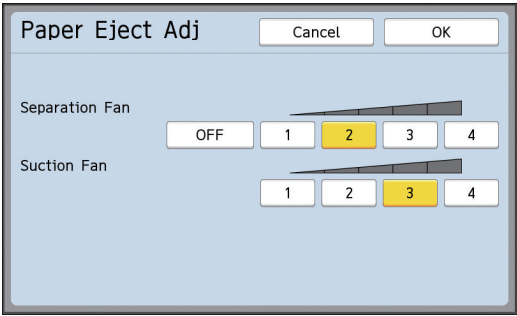 Paper Eject Adj Cancel OK
Separation Fan
OFF 1 2 3 4
Suction Fan
1 2 3 4